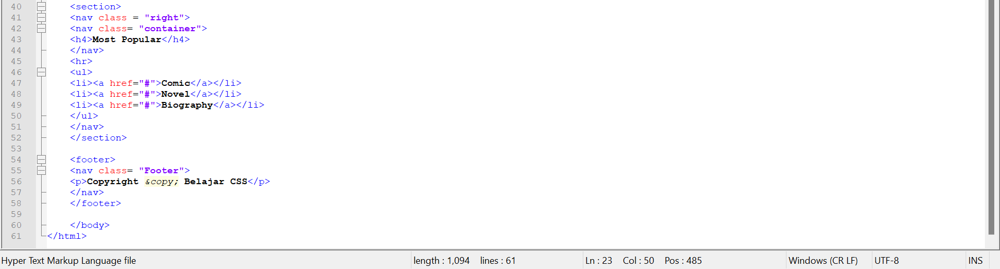 40 <section>
41 <nav class = "right">
42 <nav class= "container">
43 <h4>Most Popular</h4>
44 </nav>
45 <hr>
46 <ul>
47 <li><a href="#">Comic</a></li>
48 <li><a href="#">Novel</a></li>
49 <li><a href="#">Biography</a></li>
50 </ul>
51 </nav>
52 </section>
53
54 <footer>
55 <nav class= "Footer">
56 <p>Copyright &copy; Belajar CSS</p>
57 </nav>
58 </footer>
59
60 </body>
61 </html>
Hyper Text Markup Language file length : 1,094 lines : 61 Ln : 23 Col : 50 Pos : 485 Windows (CR LF) UTF-8 INS